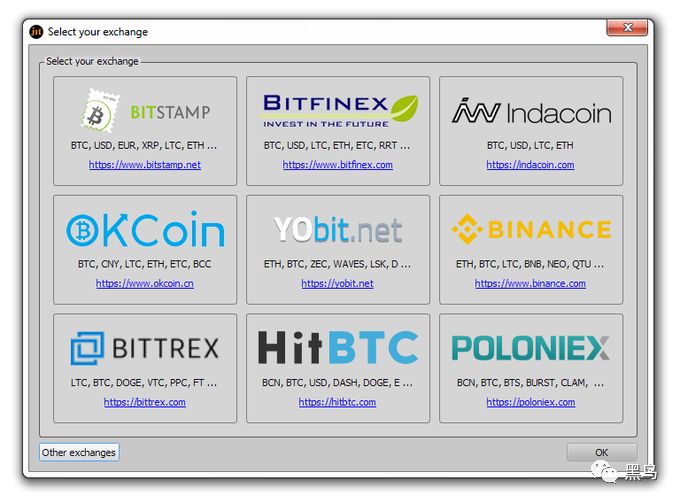 jmt Select your exchange
Select your exchange
BITSTAMP
BTC, USD, EUR, XRP, LTC, ETH ...
https://www.bitstamp.net
BITFINEX
INVEST IN THE FUTURE
BTC, USD, LTC, ETH, ETC, RRT ...
https://www.bitfinex.com
Indacoin
BTC, USD, LTC, ETH
https://indacoin.com
OKCoin
BTC, CNY, LTC, ETH, ETC, BCC
https://www.okcoin.cn
YObit.net
ETH, BTC, ZEC, WAVES, LSK, D ...
https://yobit.net
BINANCE
ETH, BTC, LTC, BNB, NEO, QTU ...
https://www.binance.com
BITTREX
LTC, BTC, DOGE, VTC, PPC, FT ...
https://bittrex.com
HitBTC
BCN, BTC, USD, DASH, DOGE, E ...
https://hitbtc.com
POLONIEX
BCN, BTC, BTS, BURST, CLAM, ...
https://poloniex.com
Other exchanges
OK
黑鸟